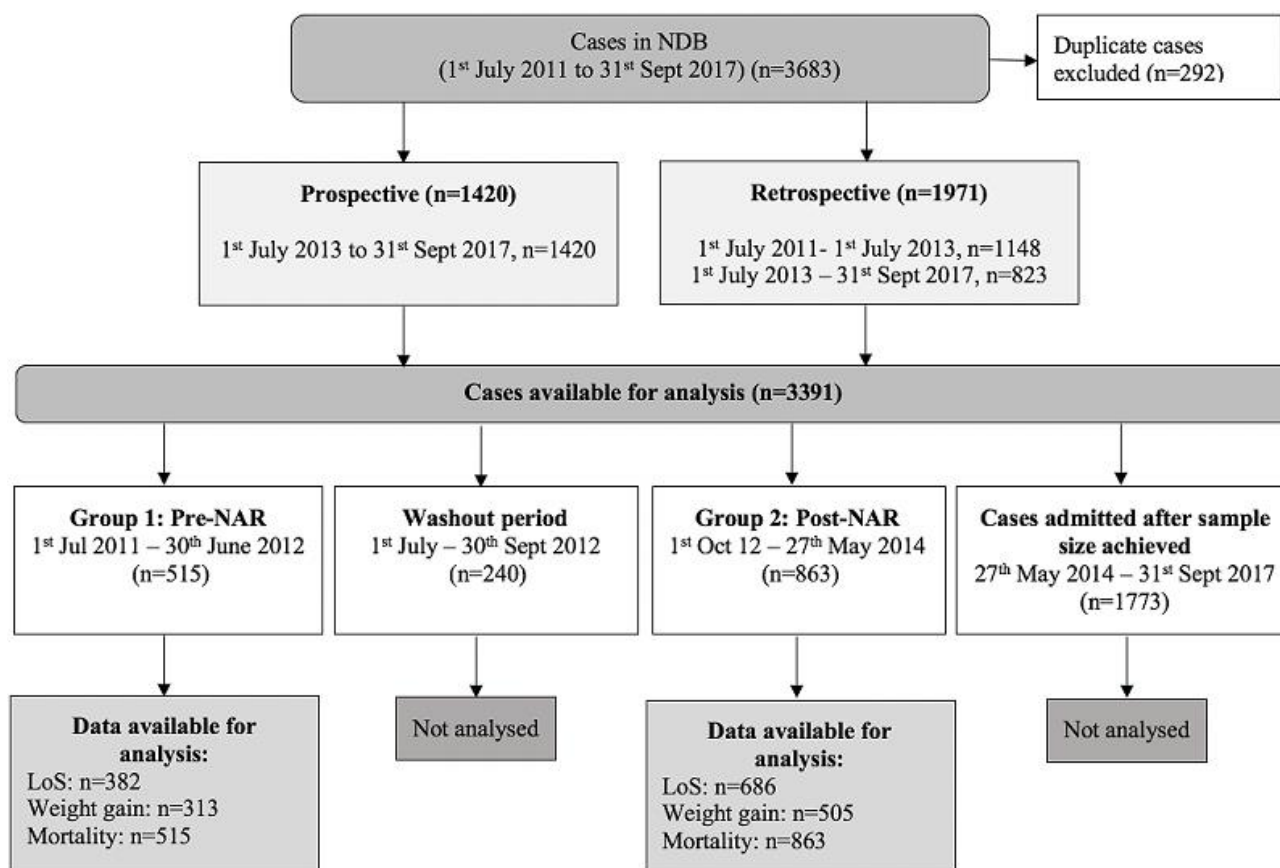 Cases in NDB
(1st July 2011 to 31st Sept 2017) (n=3683)
Duplicate cases
excluded (n=292)
Prospective (n=1420)
1st July 2013 to 31st Sept 2017, n=1420
Retrospective (n=1971)
1st July 2011- 1st July 2013, n=1148
1st July 2013 – 31st Sept 2017, n=823
Cases available for analysis (n=3391)
Group 1: Pre-NAR
1st Jul 2011 – 30th June 2012
(n=515)
Washout period
1st July – 30th Sept 2012
(n=240)
Group 2: Post-NAR
1st Oct 12 – 27th May 2014
(n=863)
Cases admitted after sample
size achieved
27th May 2014 – 31st Sept 2017
(n=1773)
Data available for
analysis:
LoS: n=382
Weight gain: n=313
Mortality: n=515
Not analysed
Data available for
analysis:
LoS: n=686
Weight gain: n=505
Mortality: n=863
Not analysed